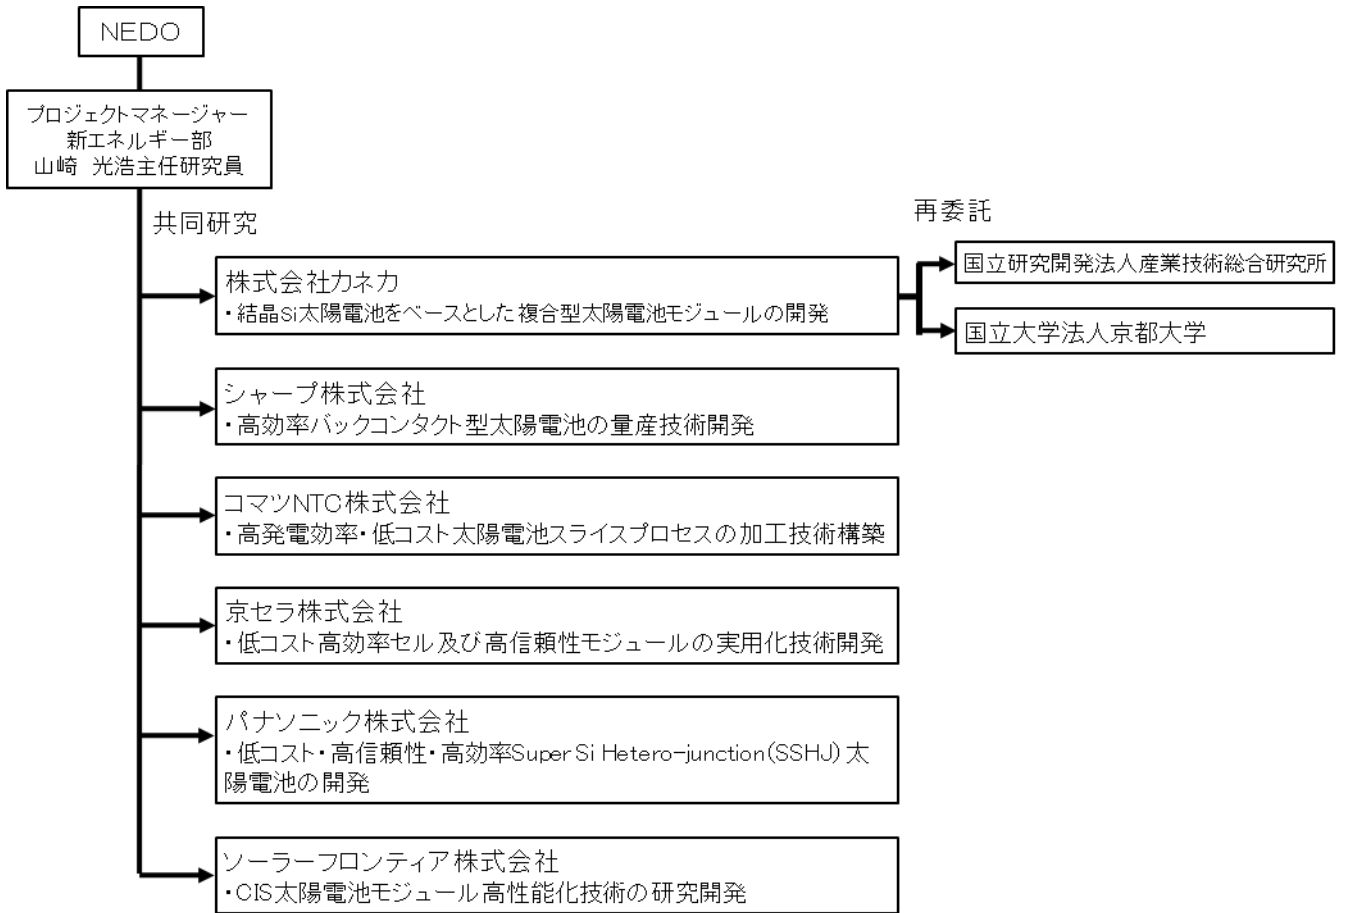 NEDO
プロジェクトマネージャー
新エネルギー部
山崎 光浩主任研究員
共同研究
再委託
株式会社カネカ
・結晶Si太陽電池をベースとした複合型太陽電池モジュールの開発
国立研究開発法人産業技術総合研究所
国立大学法人京都大学
シャープ株式会社
・高効率バックコンタクト型太陽電池の量産技術開発
コマツNTC株式会社
・高発電効率・低コスト太陽電池スライスプロセスの加工技術構築
京セラ株式会社
・低コスト高効率セル及び高信頼性モジュールの実用化技術開発
パナソニック株式会社
・低コスト・高信頼性・高効率Super Si Hetero-junction(SSHJ) 太
陽電池の開発
ソーラーフロンティア株式会社
・CIS太陽電池モジュール高性能化技術の研究開発